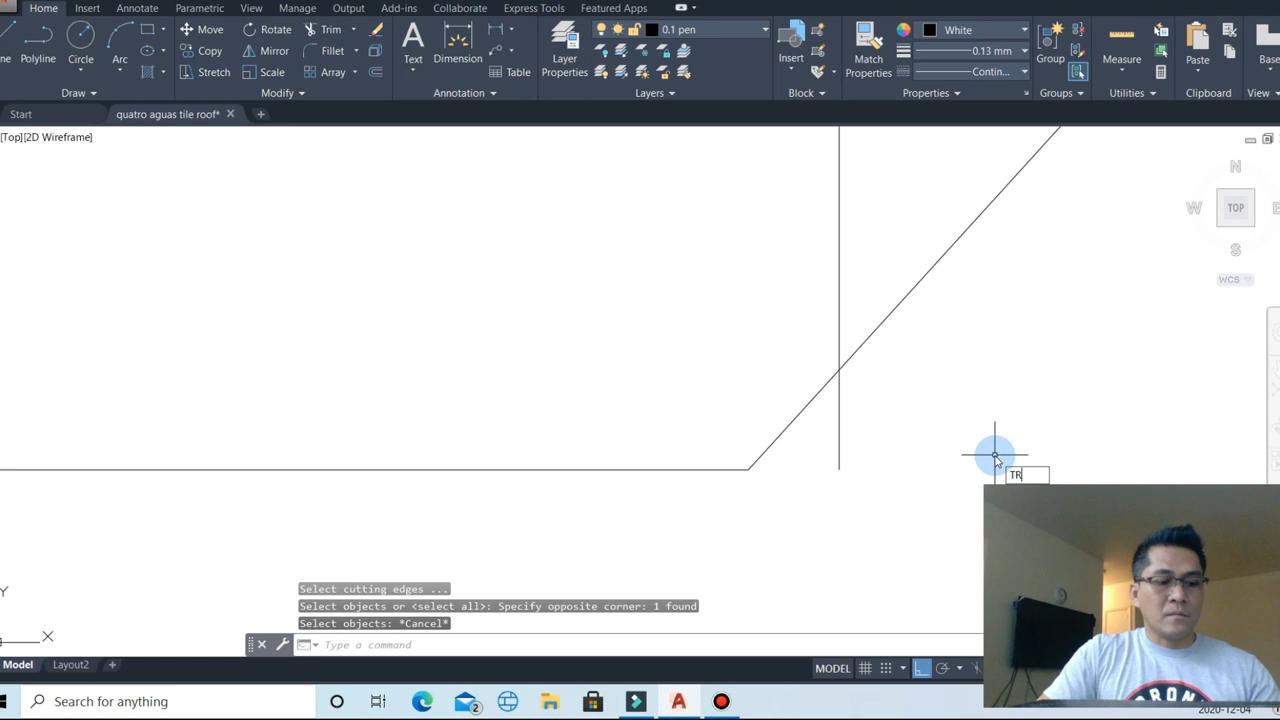 Home Insert Annotate Parametric View Manage Output Add-ins Collaborate Express Tools Featured Apps
Polyline Circle Arc
Move Rotate Trim
Copy Mirror Fillet
Stretch Scale Array
Text Dimension Table
Layer Properties
0.1 pen
Insert
Match Properties
White
0.13 mm
Contin...
Group
Measure
Paste
Base
Draw Modify Annotation Layers Block Properties Groups Utilities Clipboard View
Start quatro aguas tile roof*
[Top][2D Wireframe]
N
W TOP E
S
WCS
TR
Select cutting edges ...
Select objects or <select all>: Specify opposite corner: 1 found
Select objects: *Cancel*
Type a command
Y
X
Model Layout2
MODEL
Search for anything
2
2020-12-04